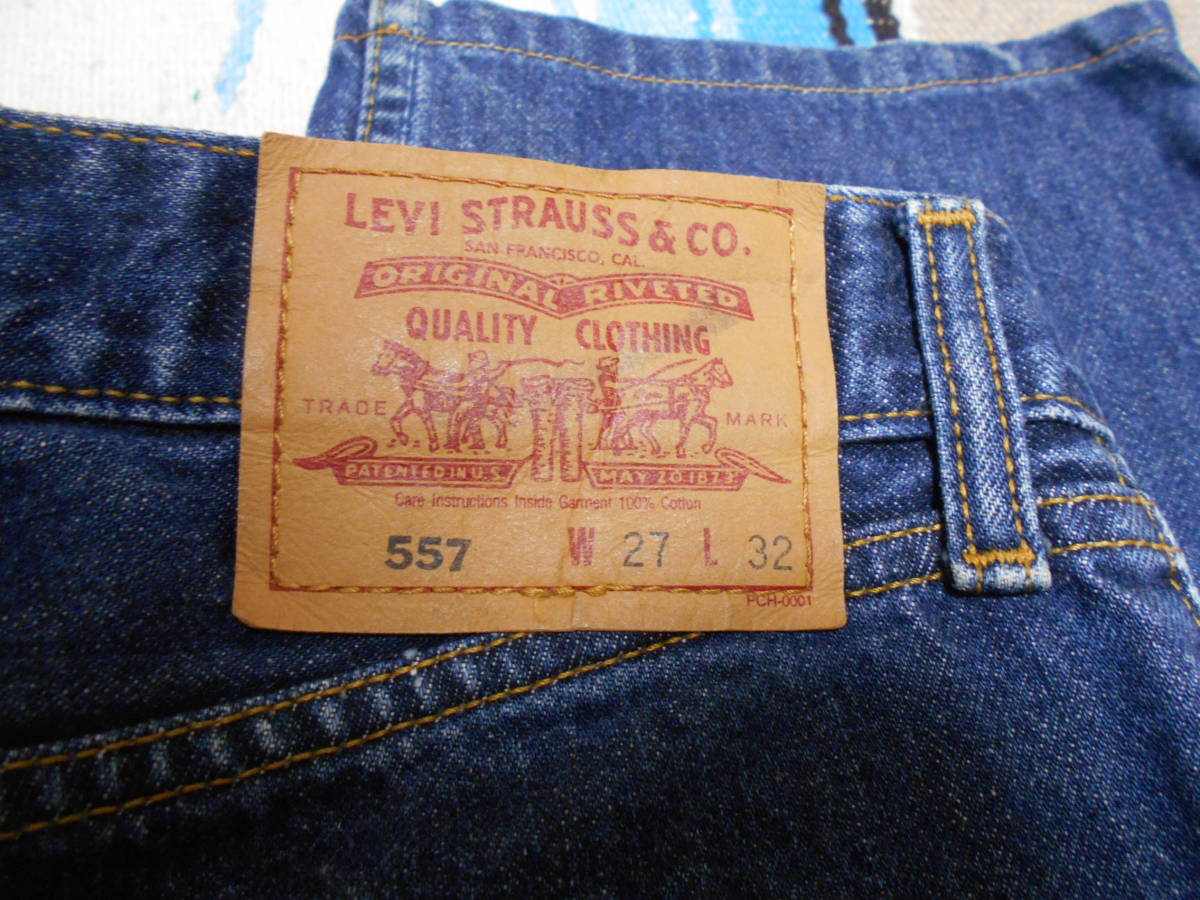 LEVI STRAUSS & CO.
SAN FRANCISCO, CAL.
ORIGINAL RIVETED
QUALITY CLOTHING
TRADE MARK
PATENTED IN U.S. MAY 20.1873
Care Instructions Inside Garment 100% Cotton
557 W 27 L 32
PCH-0001